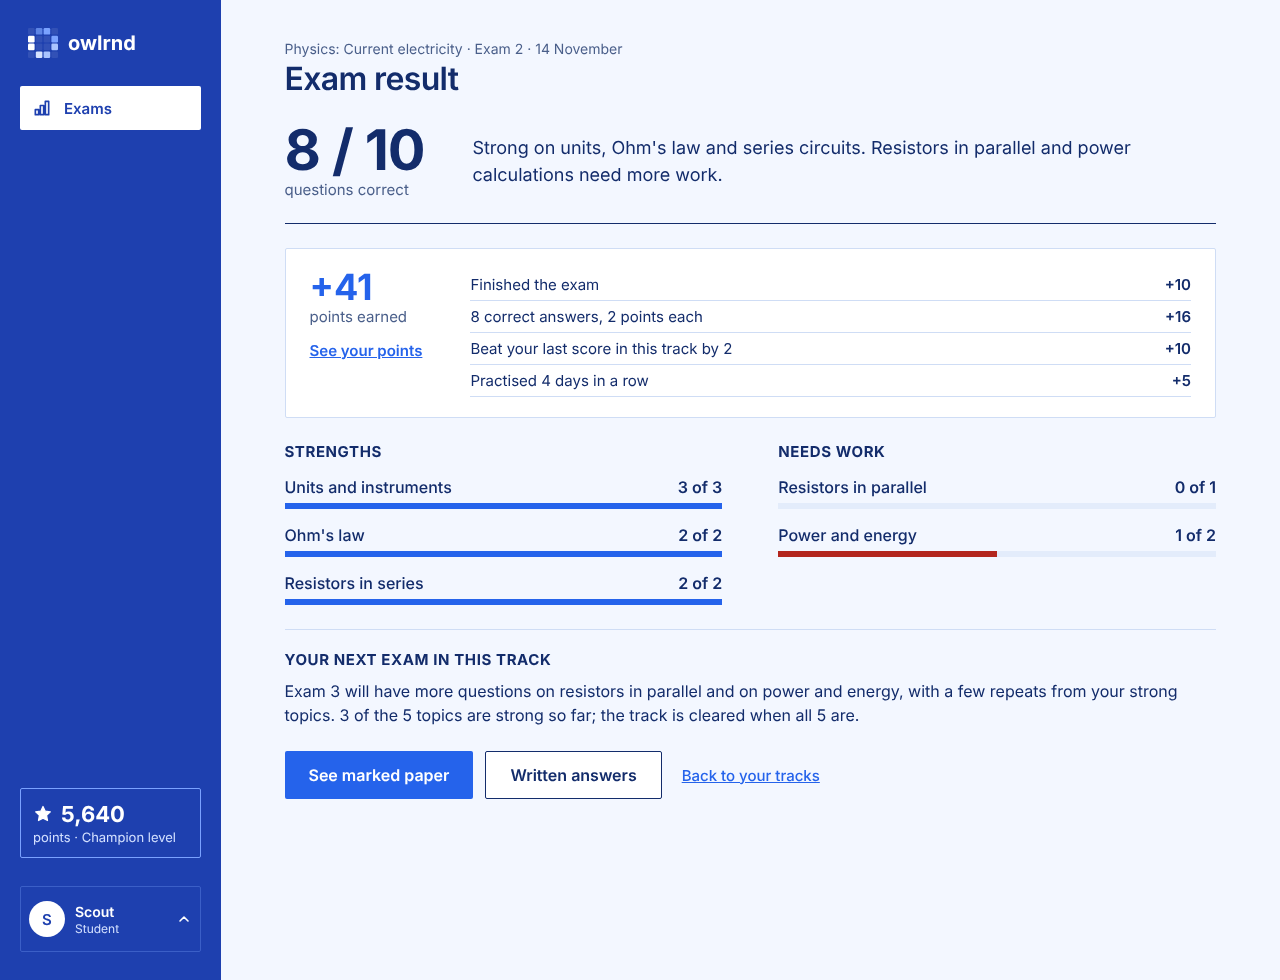 owlrnd
Exams
5,640
points · Champion level
S
Scout
Student
Physics: Current electricity · Exam 2 · 14 November
Exam result
8 / 10
questions correct
Strong on units, Ohm's law and series circuits. Resistors in parallel and power
calculations need more work.
+41
points earned
See your points
Finished the exam +10
8 correct answers, 2 points each +16
Beat your last score in this track by 2 +10
Practised 4 days in a row +5
STRENGTHS
Units and instruments 3 of 3
Ohm's law 2 of 2
Resistors in series 2 of 2
NEEDS WORK
Resistors in parallel 0 of 1
Power and energy 1 of 2
YOUR NEXT EXAM IN THIS TRACK
Exam 3 will have more questions on resistors in parallel and on power and energy, with a few repeats from your strong
topics. 3 of the 5 topics are strong so far; the track is cleared when all 5 are.
See marked paper
Written answers
Back to your tracks